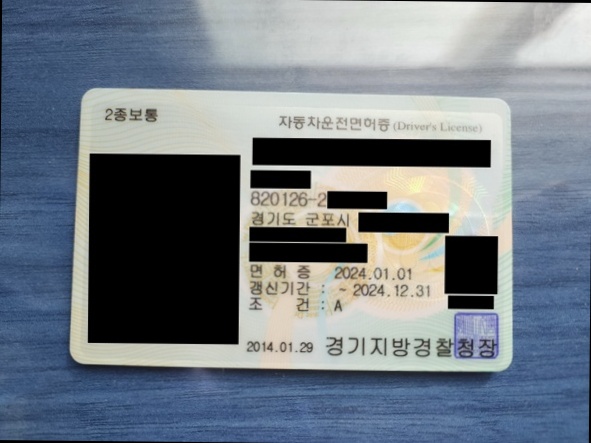 2종보통
자동차운전면허증 (Driver's License)
820126-2
경기도 군포시
면 허 증 2024.01.01
갱신기간 : ~ 2024.12.31
조 건 : A
2014.01.29 경기지방경찰청장